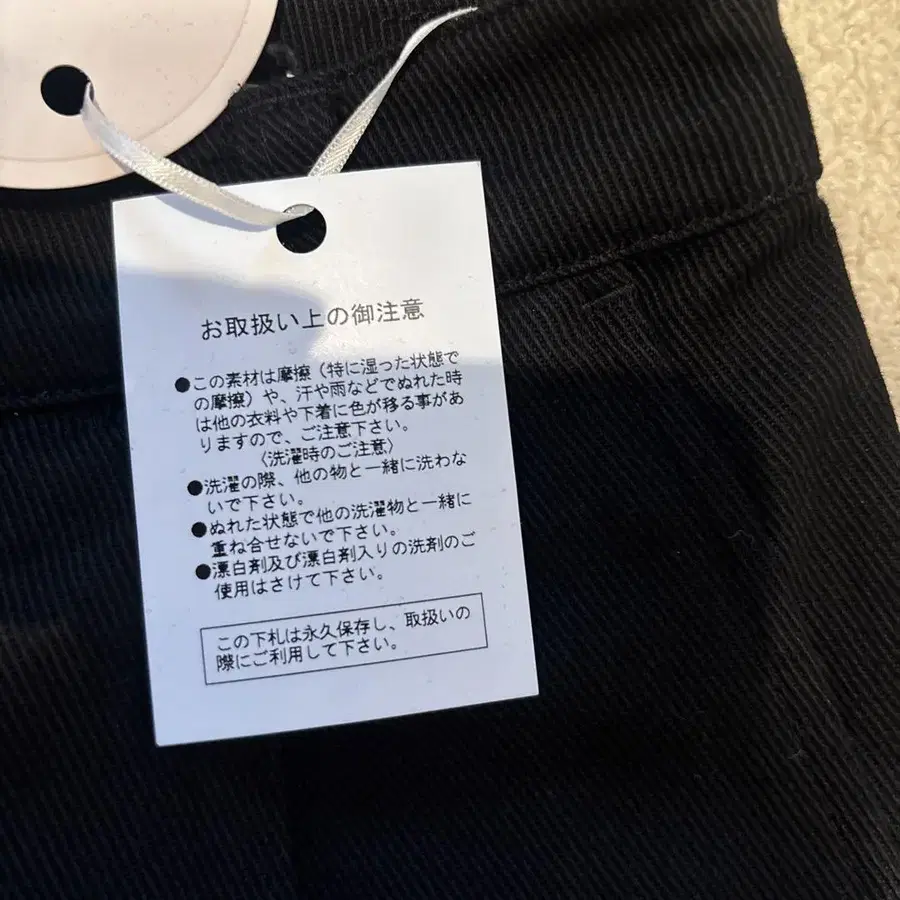 お取扱い上の御注意
●この素材は摩擦（特に湿った状態で
の摩擦）や、汗や雨などでぬれた時
は他の衣料や下着に色が移る事があ
りますので、ご注意下さい。
〈洗濯時のご注意〉
●洗濯の際、他の物と一緒に洗わな
いで下さい。
●ぬれた状態で他の洗濯物と一緒に
重ね合せないで下さい。
●漂白剤及び漂白剤入りの洗剤のご
使用はさけて下さい。
この下札は永久保存し、取扱いの
際にご利用して下さい。